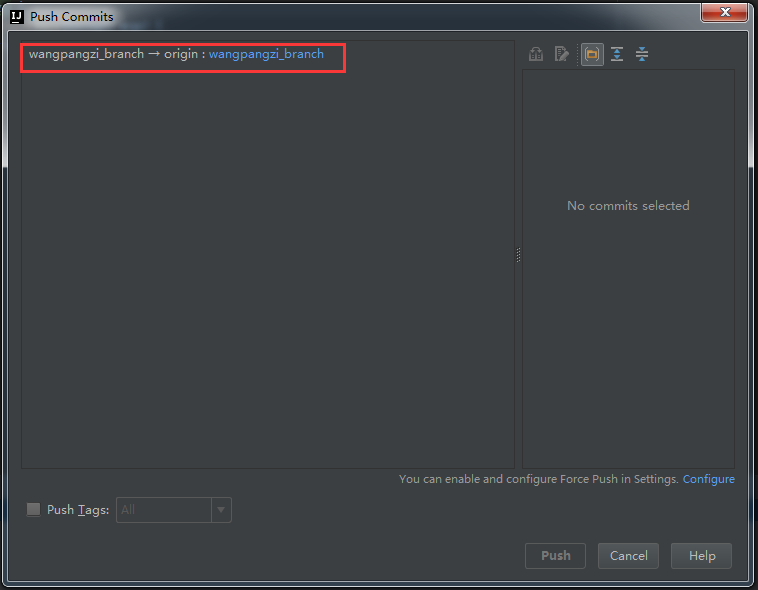 Push Commits
wangpangzi_branch → origin : wangpangzi_branch
No commits selected
You can enable and configure Force Push in Settings. Configure
Push Tags: All
Push Cancel Help